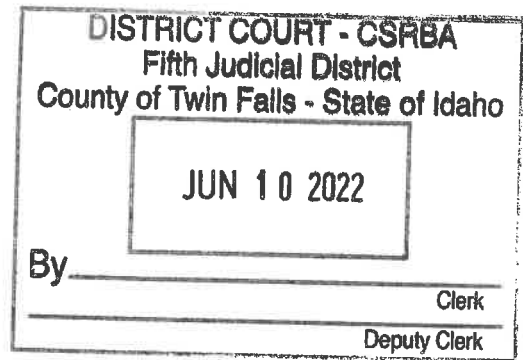 DISTRICT COURT - CSRBA
Fifth Judicial District
County of Twin Falls - State of Idaho
JUN 10 2022
By
Clerk
Deputy Clerk